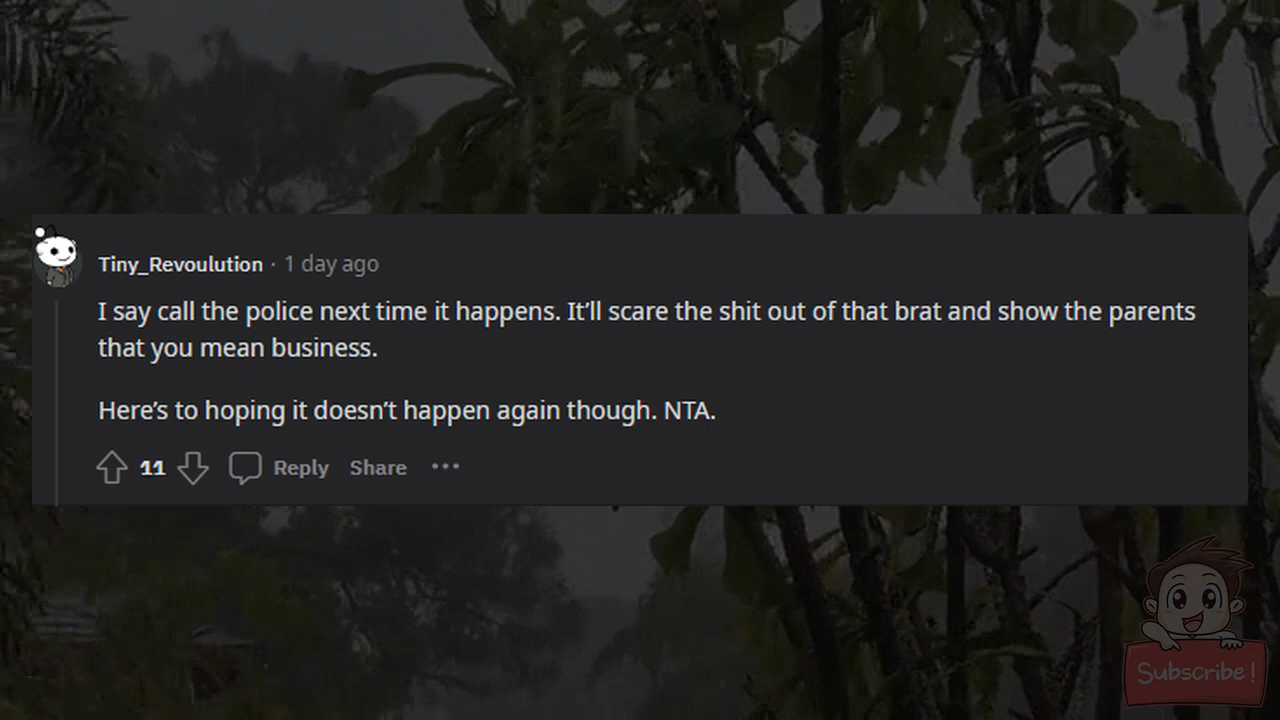 Tiny_Revoulution · 1 day ago
I say call the police next time it happens. It’ll scare the shit out of that brat and show the parents
that you mean business.
Here’s to hoping it doesn’t happen again though. NTA.
11 Reply Share ···
Subscribe!